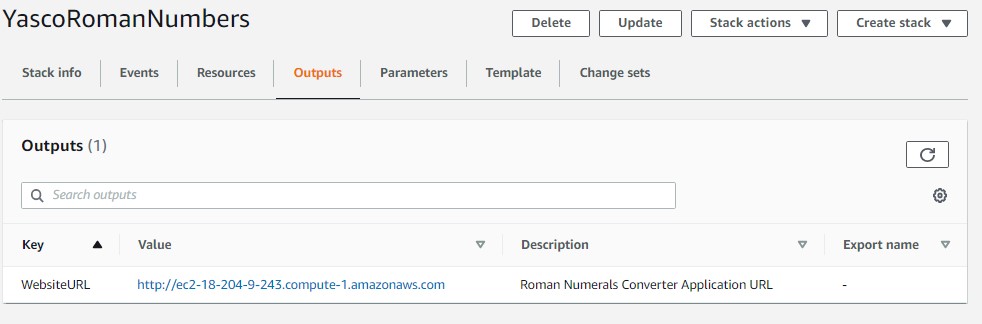 YascoRomanNumbers
Delete
Update
Stack actions
Create stack
Stack info
Events
Resources
Outputs
Parameters
Template
Change sets
Outputs (1)
Search outputs
Key
Value
Description
Export name
WebsiteURL
http://ec2-18-204-9-243.compute-1.amazonaws.com
Roman Numerals Converter Application URL
-